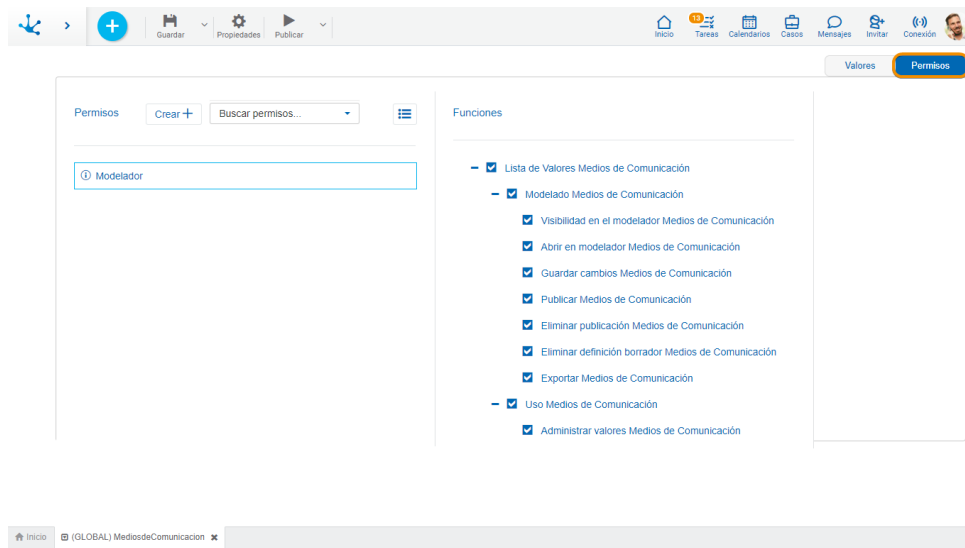 13
Guardar
Propiedades
Publicar
Inicio
Tareas
Calendarios
Casos
Mensajes
Invitar
Conexión
Valores
Permisos
Permisos
Crear
Buscar permisos...
Modelador
Funciones
Lista de Valores Medios de Comunicación
Modelado Medios de Comunicación
Visibilidad en el modelador Medios de Comunicación
Abrir en modelador Medios de Comunicación
Guardar cambios Medios de Comunicación
Publicar Medios de Comunicación
Eliminar publicación Medios de Comunicación
Eliminar definición borrador Medios de Comunicación
Exportar Medios de Comunicación
Uso Medios de Comunicación
Administrar valores Medios de Comunicación
Inicio
(GLOBAL) MediosdeComunicacion